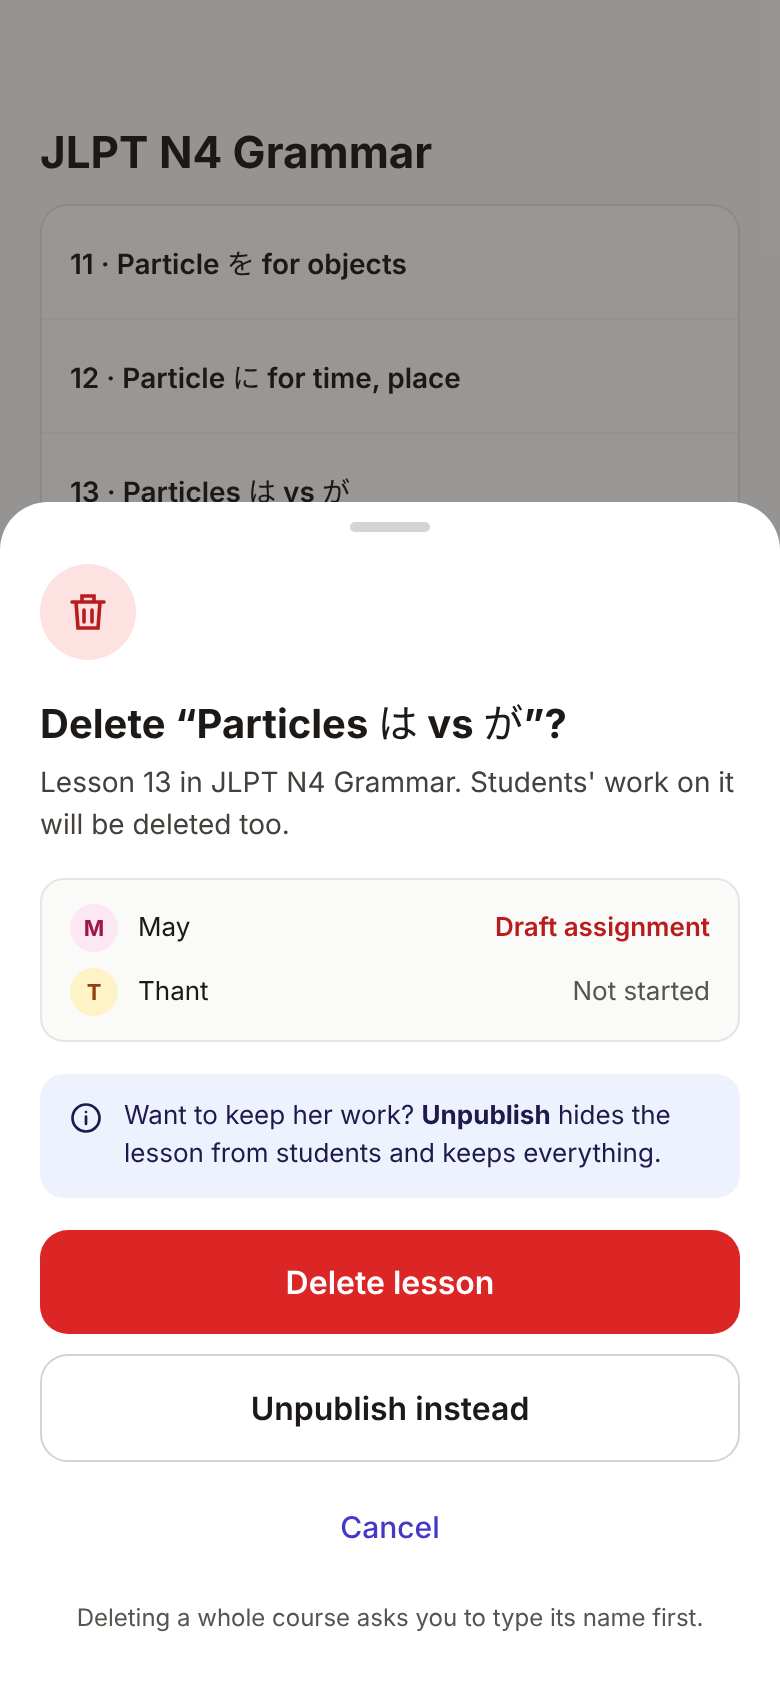 JLPT N4 Grammar
11 · Particle を for objects
12 · Particle に for time, place
13 · Particles は vs が
Delete “Particles は vs が”?
Lesson 13 in JLPT N4 Grammar. Students' work on it
will be deleted too.
M May Draft assignment
T Thant Not started
Want to keep her work? Unpublish hides the
lesson from students and keeps everything.
Delete lesson
Unpublish instead
Cancel
Deleting a whole course asks you to type its name first.